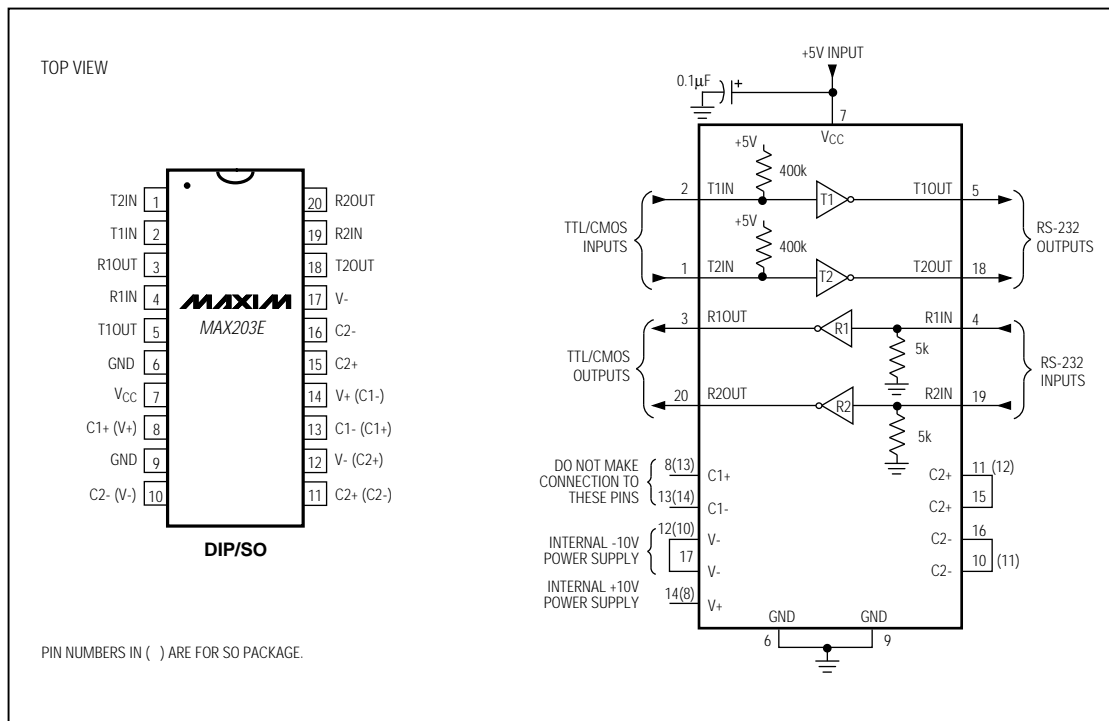 TOP VIEW
T2IN 1
T1IN 2
R1OUT 3
R1IN 4
T1OUT 5
GND 6
VCC 7
C1+ (V+) 8
GND 9
C2- (V-) 10
20 R2OUT
19 R2IN
18 T2OUT
17 V-
16 C2-
15 C2+
14 V+ (C1-)
13 C1- (C1+)
12 V- (C2+)
11 C2+ (C2-)
MAXIM
MAX203E
DIP/SO
PIN NUMBERS IN ( ) ARE FOR SO PACKAGE.
+5V INPUT
0.1µF
+
7
VCC
+5V
400k
2 T1IN T1 T1OUT 5
+5V
400k
1 T2IN T2 T2OUT 18
TTL/CMOS
INPUTS
RS-232
OUTPUTS
3 R1OUT R1 R1IN 4
5k
20 R2OUT R2 R2IN 19
5k
TTL/CMOS
OUTPUTS
RS-232
INPUTS
DO NOT MAKE
CONNECTION TO
THESE PINS
8(13) C1+
13(14) C1-
INTERNAL -10V
POWER SUPPLY
12(10) V-
17 V-
INTERNAL +10V
POWER SUPPLY
14(8) V+
C2+ 11 (12)
C2+ 15
C2- 16
C2- 10 (11)
GND GND
6 9